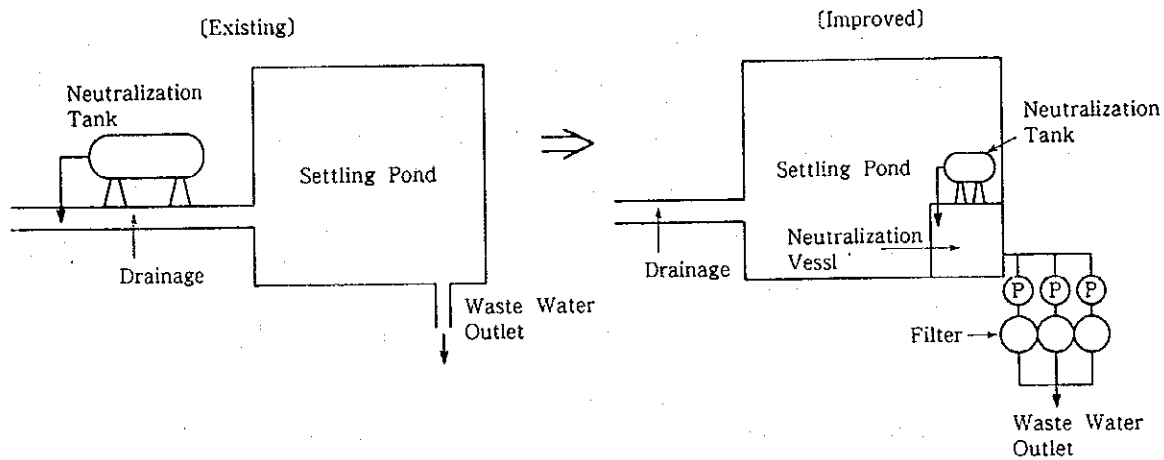 (Existing)
Neutralization
Tank
Settling Pond
Drainage
Waste Water
Outlet
(Improved)
Neutralization
Tank
Settling Pond
Neutralization
Vessl
Drainage
P P P
Filter
Waste Water
Outlet